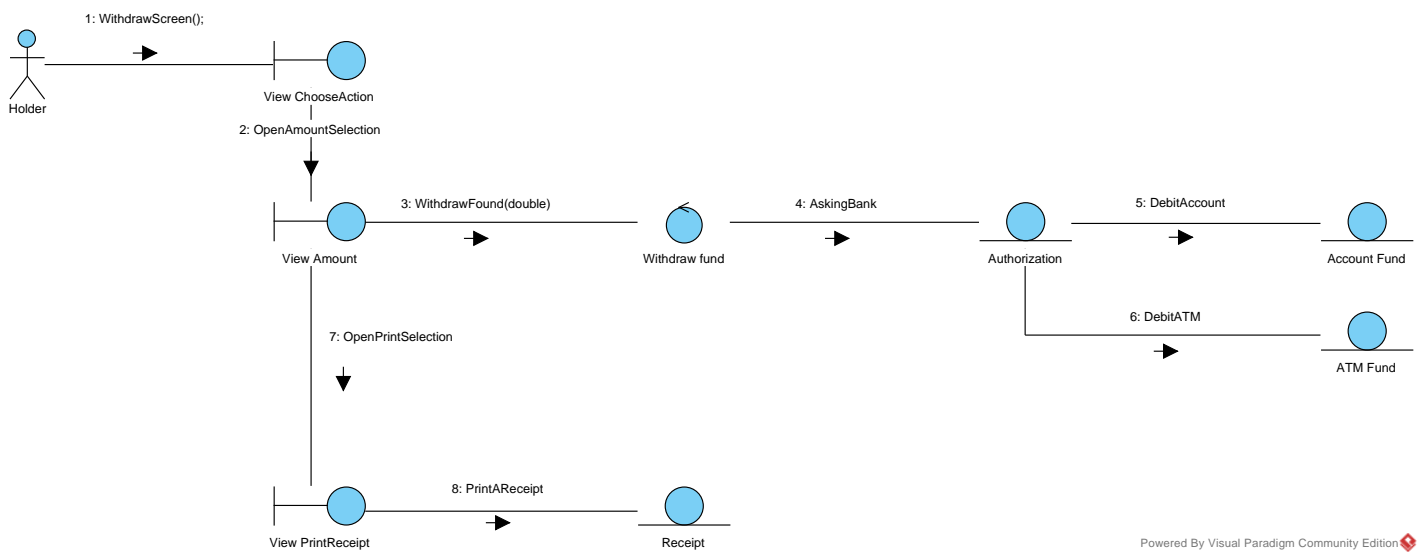 1: WithdrawScreen();
Holder
View ChooseAction
2: OpenAmountSelection
3: WithdrawFound(double)
4: AskingBank
5: DebitAccount
View Amount
Withdraw fund
Authorization
Account Fund
6: DebitATM
7: OpenPrintSelection
ATM Fund
8: PrintAReceipt
View PrintReceipt
Receipt
Powered By Visual Paradigm Community Edition